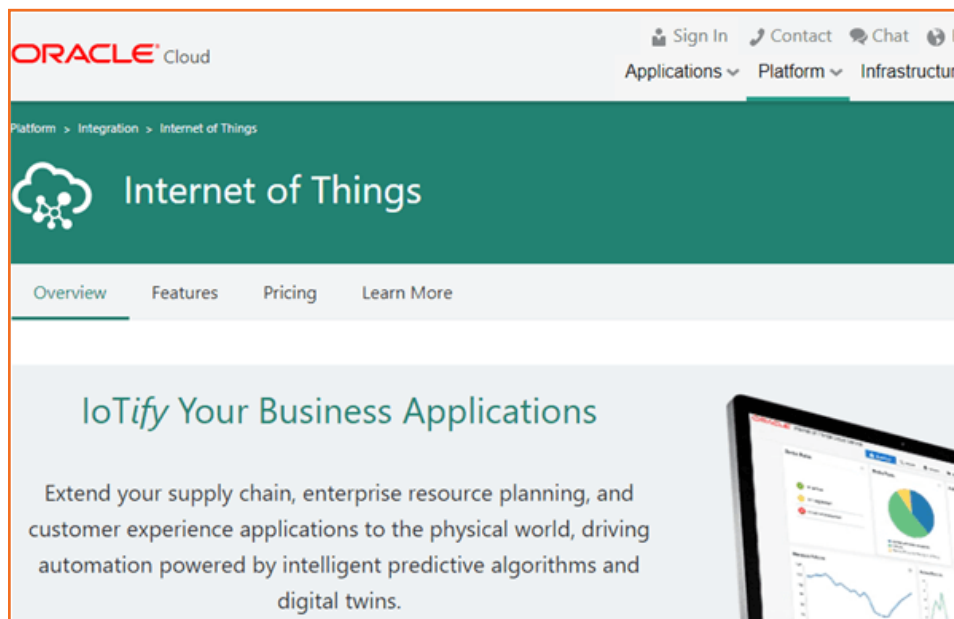 ORACLE® Cloud
Sign In Contact Chat
Applications Platform Infrastructur
Platform > Integration > Internet of Things
Internet of Things
Overview Features Pricing Learn More
IoTify Your Business Applications
Extend your supply chain, enterprise resource planning, and
customer experience applications to the physical world, driving
automation powered by intelligent predictive algorithms and
digital twins.
ORACLE